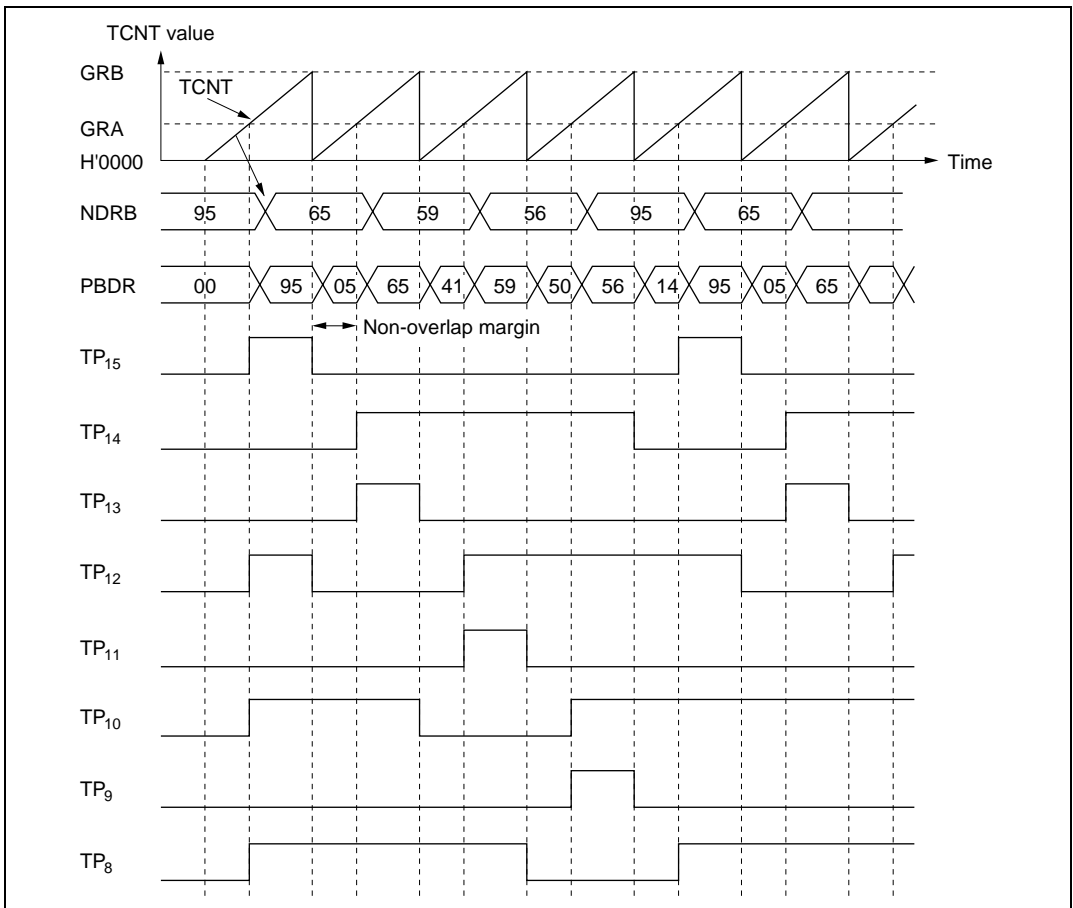 TCNT value
GRB
TCNT
GRA
H'0000
Time
NDRB 95 65 59 56 95 65
PBDR 00 95 05 65 41 59 50 56 14 95 05 65
Non-overlap margin
TP15
TP14
TP13
TP12
TP11
TP10
TP9
TP8